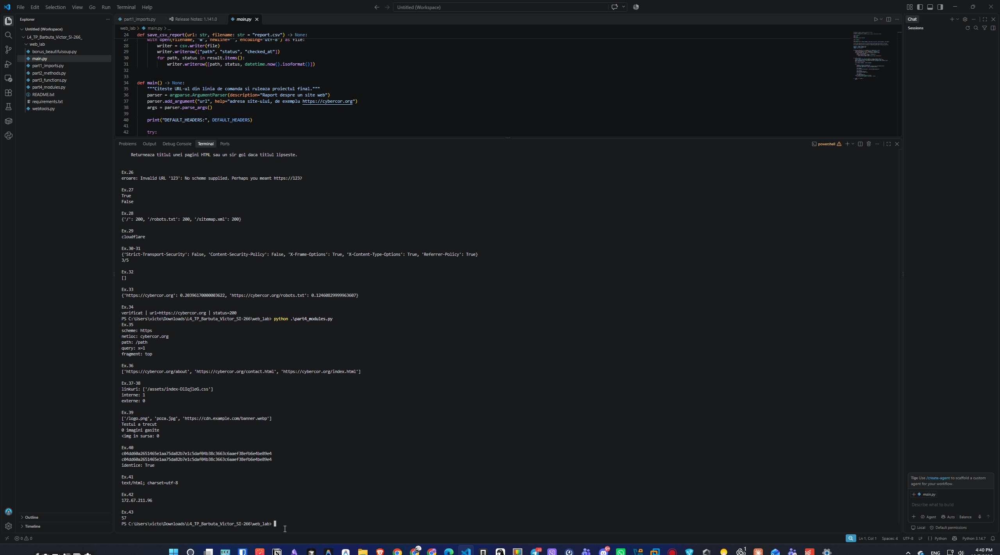 File Edit Selection View Go Run Terminal Help
Untitled (Workspace)
Explorer
Untitled (Workspace)
L4_TP_Barbuta_Victor_SI-266_
web_lab
bonus_beautifulsoup.py
main.py
part1_imports.py
part2_methods.py
part3_functions.py
part4_modules.py
README.txt
requirements.txt
webtools.py
Outline
Timeline
part1_imports.py Release Notes: 1.141.0 main.py
web_lab > main.py > ...
24 def save_csv_report(url: str, filename: str = "report.csv") -> None:
27 with open(filename, "w", newline="", encoding="utf-8") as file:
28 writer = csv.writer(file)
29 writer.writerow(["path", "status", "checked_at"])
30 for path, status in result.items():
31 writer.writerow([path, status, datetime.now().isoformat()])
32
33
34 def main() -> None:
35 """Citeste URL-ul din linia de comanda si ruleaza proiectul final."""
36 parser = argparse.ArgumentParser(description="Raport despre un site web")
37 parser.add_argument("url", help="adresa site-ului, de exemplu https://cybercor.org")
38 args = parser.parse_args()
39
40 print("DEFAULT_HEADERS:", DEFAULT_HEADERS)
41
42 try:
Problems Output Debug Console Terminal Ports
powershell
Returneaza titlul unei pagini HTML sau un sir gol daca titlul lipseste.
Ex.26
eroare: Invalid URL '123': No scheme supplied. Perhaps you meant https://123?
Ex.27
True
False
Ex.28
{'/': 200, '/robots.txt': 200, '/sitemap.xml': 200}
Ex.29
cloudflare
Ex.30-31
{'Strict-Transport-Security': False, 'Content-Security-Policy': False, 'X-Frame-Options': True, 'X-Content-Type-Options': True, 'Referrer-Policy': True}
3/5
Ex.32
[]
Ex.33
{'https://cybercor.org': 0.20396170000003622, 'https://cybercor.org/robots.txt': 0.12460829999963607}
Ex.34
verificat | url=https://cybercor.org | status=200
PS C:\Users\victo\Downloads\L4_TP_Barbuta_Victor_SI-266\web_lab> python .\part4_modules.py
Ex.35
scheme: https
netloc: cybercor.org
path: /path
query: x=1
fragment: top
Ex.36
['https://cybercor.org/about', 'https://cybercor.org/contact.html', 'https://cybercor.org/index.html']
Ex.37-38
linkuri: ['/assets/index-DlIqjleG.css']
interne: 1
externe: 0
Ex.39
['/logo.png', 'poza.jpg', 'https://cdn.example.com/banner.webp']
Testul a trecut
0 imagini gasite
<img in sursa: 0
Ex.40
c04dd60a2651465e1aa75da82b7e1c5daf04b38c3663c6aaef38efb6e4be89e4
c04dd60a2651465e1aa75da82b7e1c5daf04b38c3663c6aaef38efb6e4be89e4
identice: True
Ex.41
text/html; charset=utf-8
Ex.42
172.67.211.96
Ex.43
57
PS C:\Users\victo\Downloads\L4_TP_Barbuta_Victor_SI-266\web_lab>
Chat
Sessions
Tip: Use /create-agent to scaffold a custom
agent for your workflow.
main.py
Describe what to build
Agent Auto Balance
Local Default permissions
0 0
Ln 1, Col 1 Spaces: 4 UTF-8 LF { } Python Python 3.14.7
LCC
20
9+
1
ENG
4:40 PM